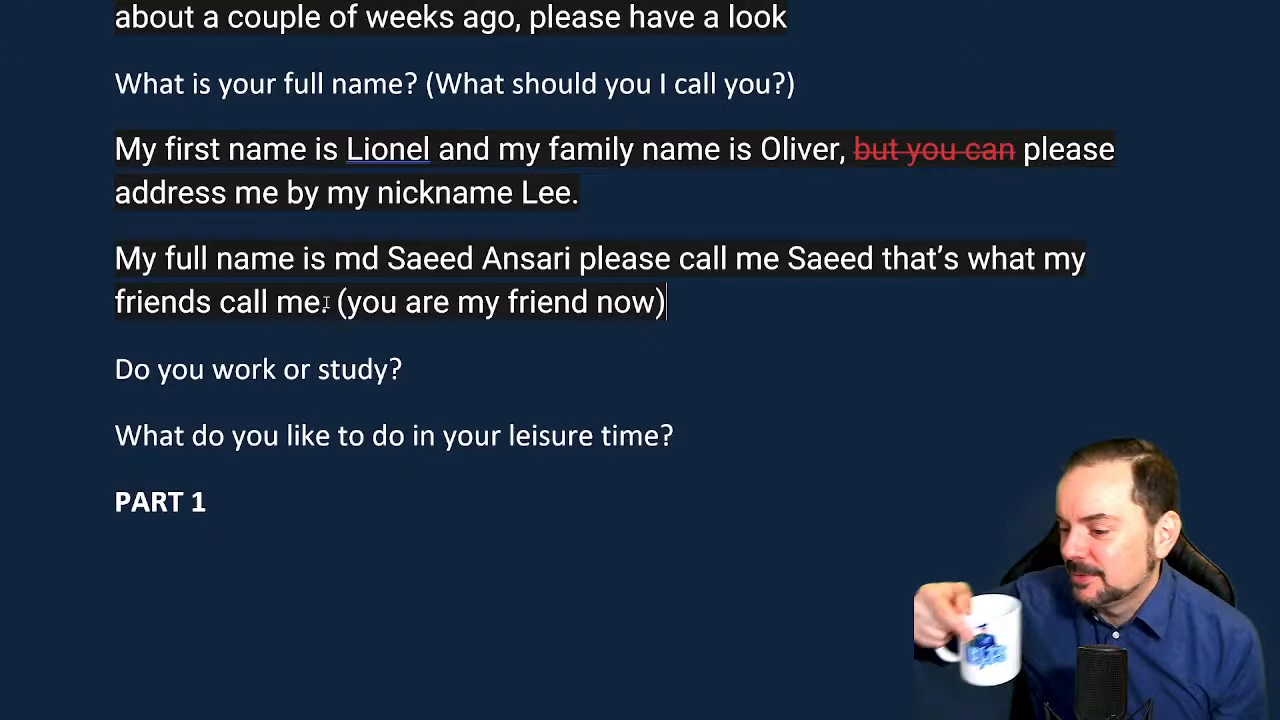 about a couple of weeks ago, please have a look
What is your full name? (What should you I call you?)
My first name is Lionel and my family name is Oliver, but you can please
address me by my nickname Lee.
My full name is md Saeed Ansari please call me Saeed that’s what my
friends call me. (you are my friend now)
Do you work or study?
What do you like to do in your leisure time?
PART 1